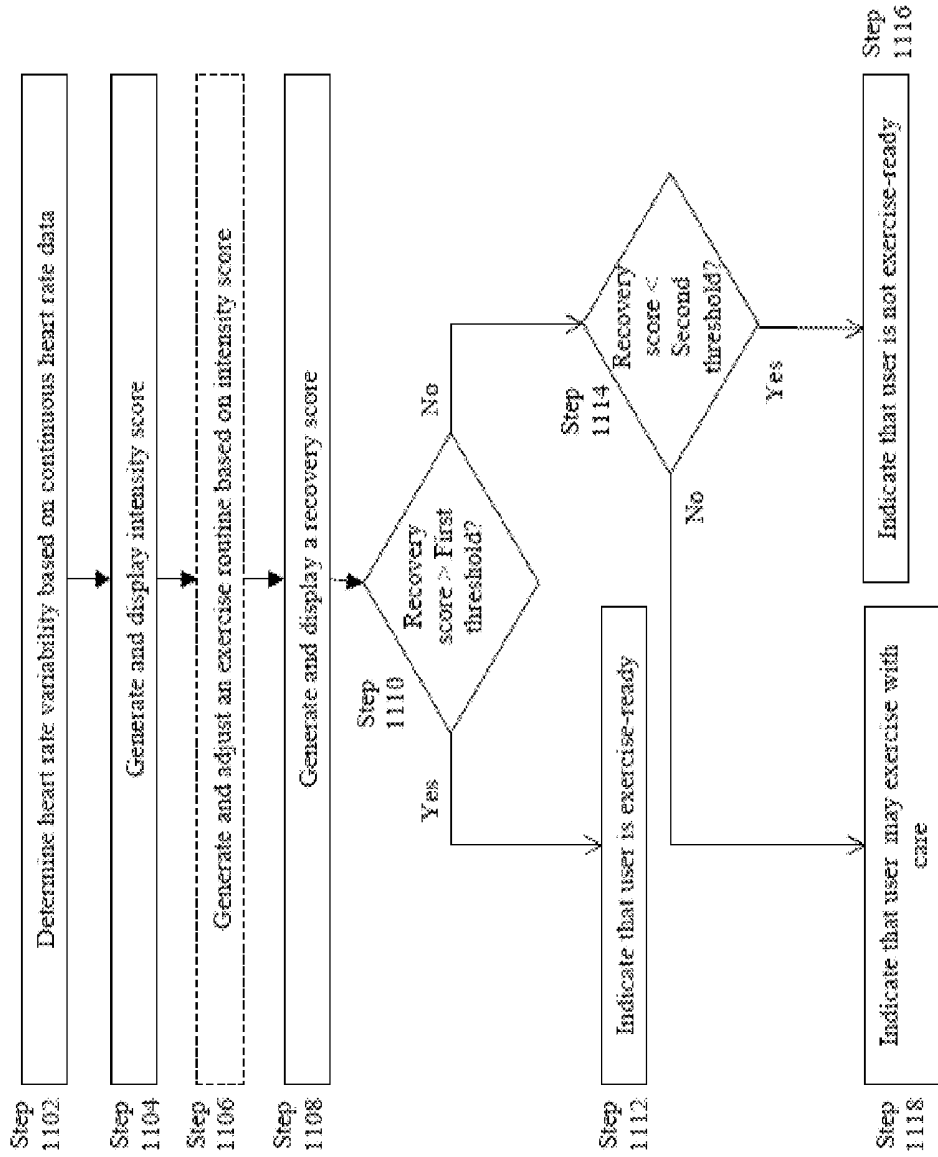 Step
1102
Determine heart rate variability based on continuous heart rate data
Step
1104
Generate and display intensity score
Step
1106
Generate and adjust an exercise routine based on intensity score
Step
1108
Generate and display a recovery score
Step
1110
Recovery
score > First
threshold?
Yes
No
Step
1112
Indicate that user is exercise-ready
Step
1114
Recovery
score <
Second
threshold?
No
Yes
Step
1118
Indicate that user may exercise with
care
Indicate that user is not exercise-ready
Step
1116